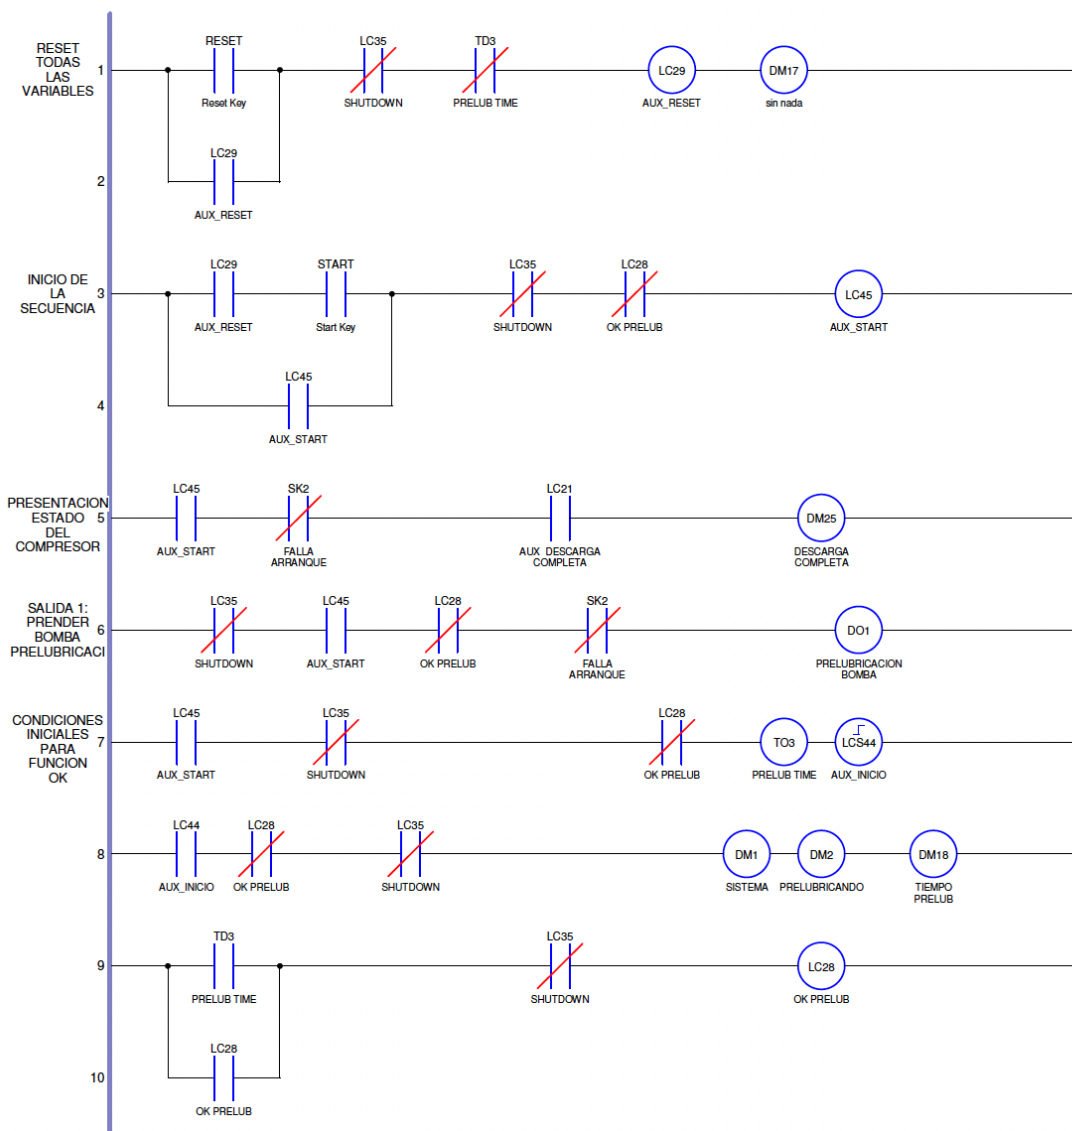 RESET
TODAS
LAS
VARIABLES
1
RESET
Reset Key
LC35
SHUTDOWN
TD3
PRELUB TIME
LC29
AUX_RESET
DM17
sin nada
2
LC29
AUX_RESET
INICIO DE
LA
SECUENCIA
3
LC29
AUX_RESET
START
Start Key
LC35
SHUTDOWN
LC28
OK PRELUB
LC45
AUX_START
4
LC45
AUX_START
PRESENTACION
ESTADO
DEL
COMPRESOR
5
LC45
AUX_START
SK2
FALLA
ARRANQUE
LC21
AUX_DESCARGA
COMPLETA
DM25
DESCARGA
COMPLETA
SALIDA 1:
PRENDER
BOMBA
PRELUBRICACI
6
LC35
SHUTDOWN
LC45
AUX_START
LC28
OK PRELUB
SK2
FALLA
ARRANQUE
DO1
PRELUBRICACION
BOMBA
CONDICIONES
INICIALES
PARA
FUNCION
OK
7
LC45
AUX_START
LC35
SHUTDOWN
LC28
OK PRELUB
TO3
PRELUB TIME
LCS44
AUX_INICIO
8
LC44
AUX_INICIO
LC28
OK PRELUB
LC35
SHUTDOWN
DM1
SISTEMA
DM2
PRELUBRICANDO
DM18
TIEMPO
PRELUB
9
TD3
PRELUB TIME
LC35
SHUTDOWN
LC28
OK PRELUB
10
LC28
OK PRELUB